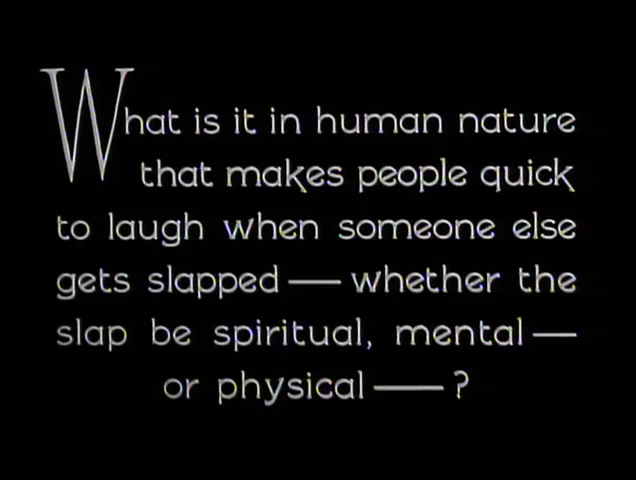 What is it in human nature
that makes people quick
to laugh when someone else
gets slapped — whether the
slap be spiritual, mental —
or physical — ?